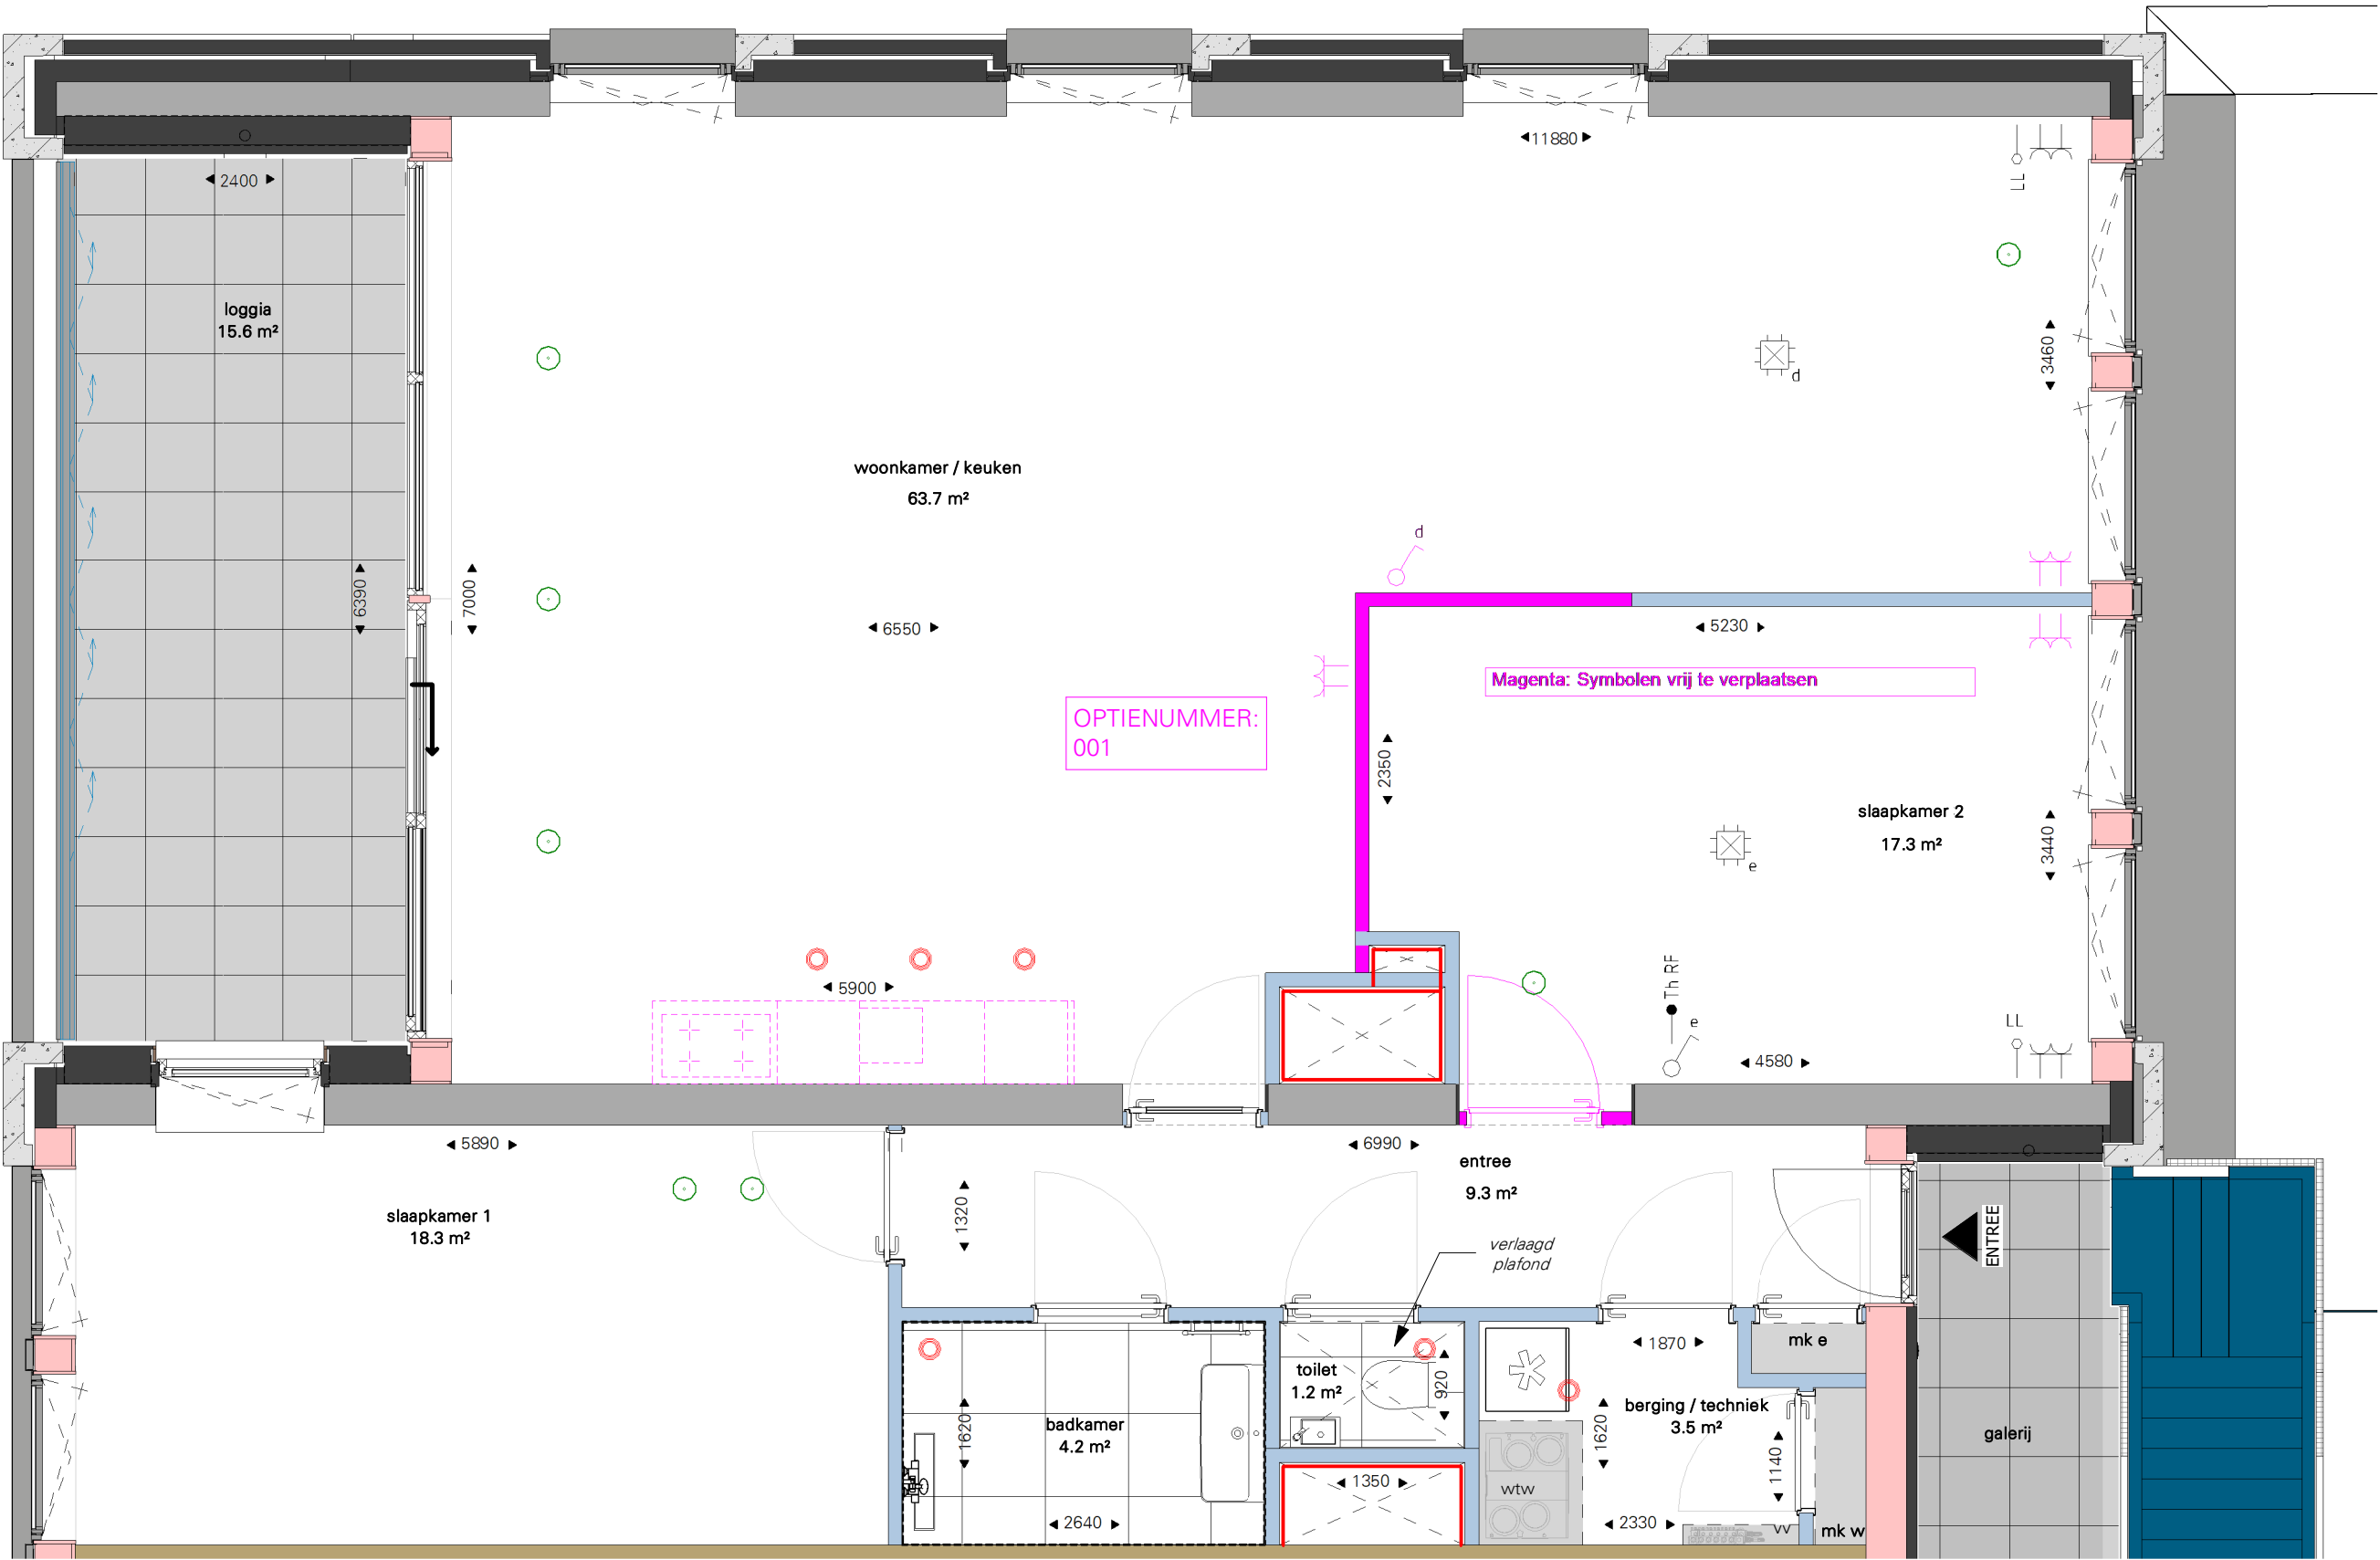 11880
2400
LL
loggia
15.6 m²
3460
d
woonkamer / keuken
63.7 m²
d
6390
7000
6550
5230
Magenta: Symbolen vrij te verplaatsen
OPTIENUMMER:
001
2350
slaapkamer 2
17.3 m²
3440
e
Th RF
5900
e
LL
4580
5890
6990
entree
9.3 m²
slaapkamer 1
18.3 m²
1320
verlaagd
plafond
ENTREE
1870
mk e
toilet
1.2 m²
920
berging / techniek
3.5 m²
badkamer
4.2 m²
1620
1620
galerij
1140
1350
wtw
2640
2330
VV
mk w